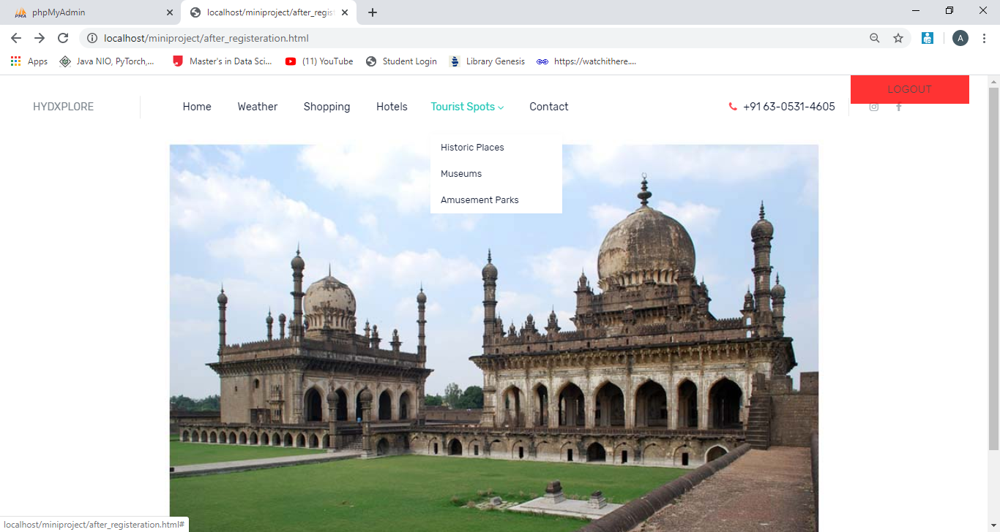 phpMyAdmin
localhost/miniproject/after_regist
localhost/miniproject/after_registeration.html
A
Apps
Java NIO, PyTorch,...
Master's in Data Sci...
(11) YouTube
Student Login
Library Genesis
https://watchithere....
LOGOUT
HYDXPLORE
Home
Weather
Shopping
Hotels
Tourist Spots
Contact
+91 63-0531-4605
Historic Places
Museums
Amusement Parks
localhost/miniproject/after_registeration.html#